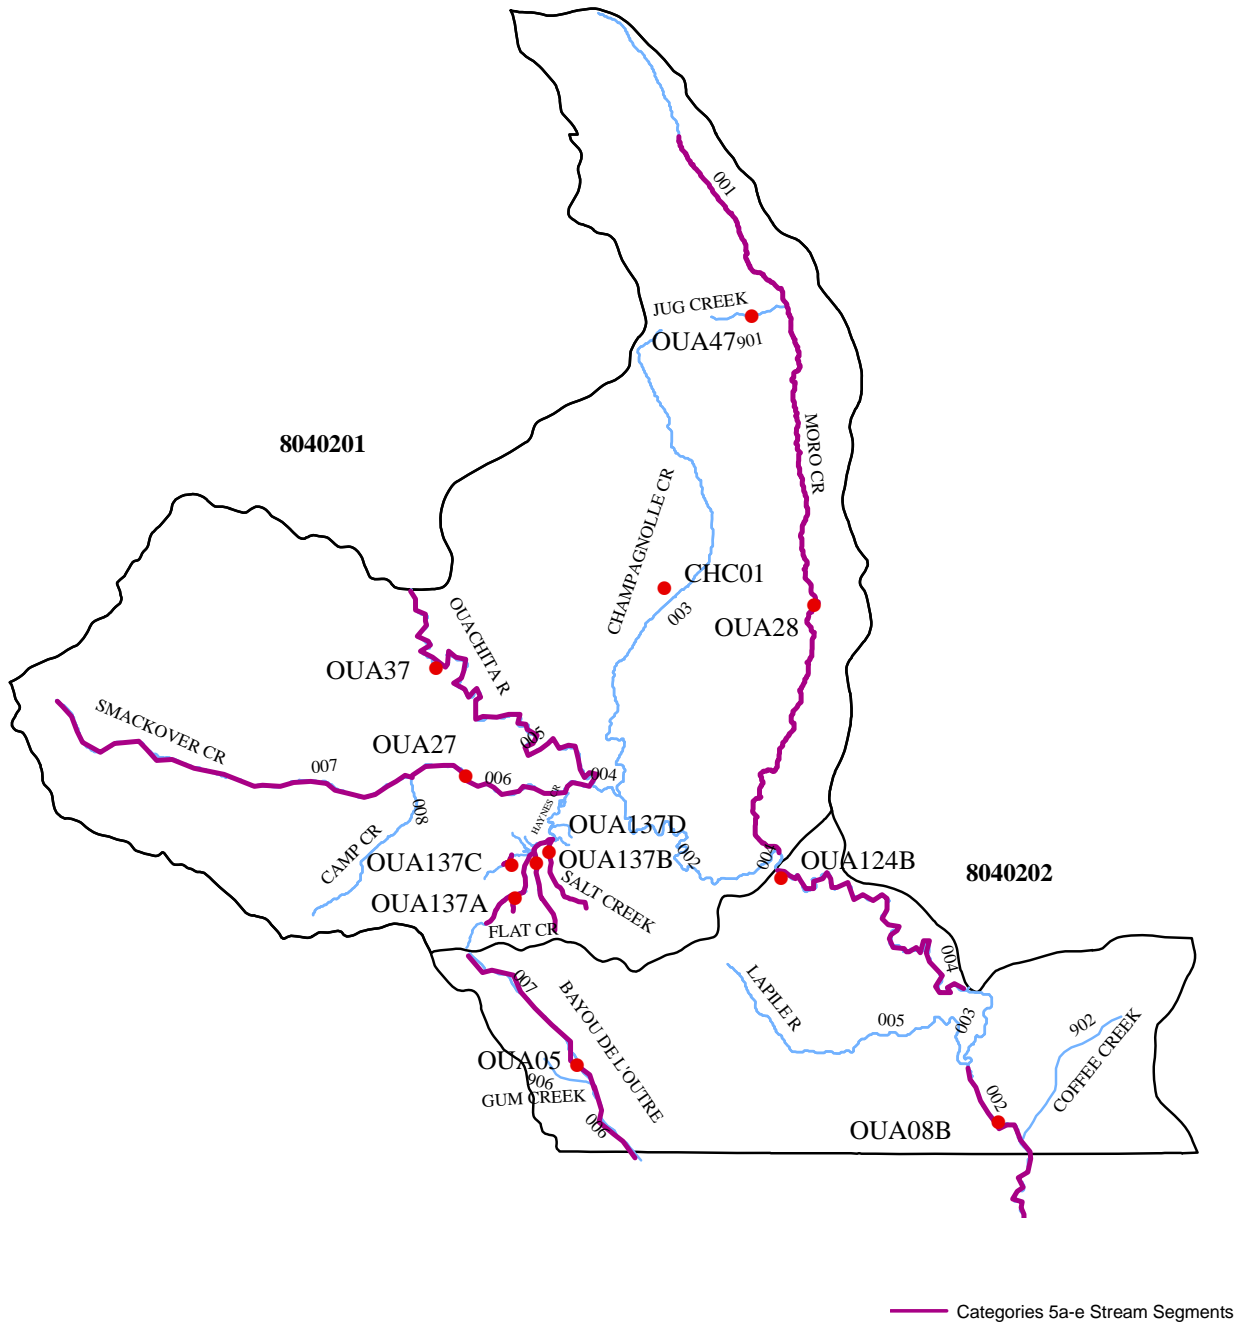 001
JUG CREEK
OUA47
901
8040201
MORO CR
CHAMPAGNOLLE CR
CHC01
003
OUA28
OUACHITA R
OUA37
SMACKOVER CR
OUA27
005
007
006
004
008
HAYNES CR
CAMP CR
OUA137D
OUA137C
OUA137B
002
004
OUA124B
8040202
OUA137A
SALT CREEK
FLAT CR
004
007
BAYOU DE L'OUTRE
LAPILE R
005
003
902
COFFEE CREEK
OUA05
906
GUM CREEK
006
002
OUA08B
Categories 5a-e Stream Segments